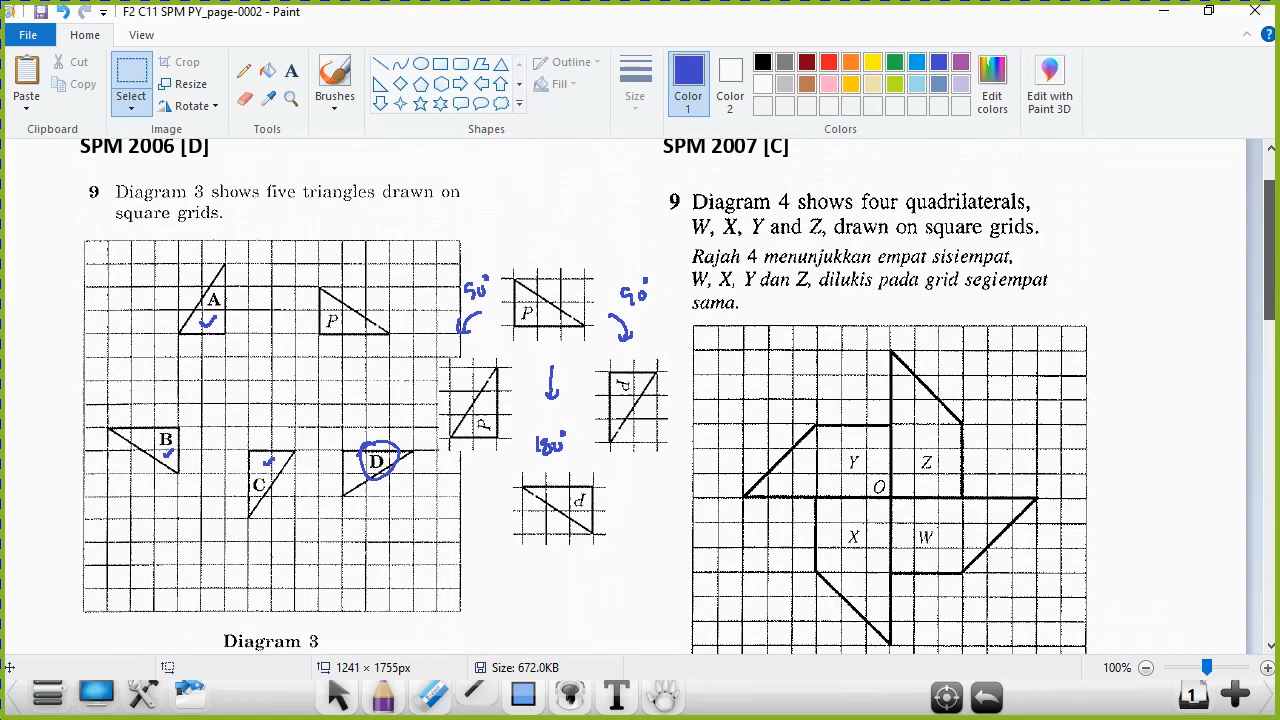 F2 C11 SPM PY_page-0002 - Paint
File
Home
View
Paste
Cut
Copy
Clipboard
Select
Crop
Resize
Rotate
Image
Tools
Brushes
Shapes
Outline
Fill
Size
Color 1
Color 2
Colors
Edit colors
Edit with Paint 3D
SPM 2006 [D]
9 Diagram 3 shows five triangles drawn on
square grids.
A
P
B
C
D
Diagram 3
90°
P
90°
P
P
180°
P
SPM 2007 [C]
9 Diagram 4 shows four quadrilaterals,
W, X, Y and Z, drawn on square grids.
Rajah 4 menunjukkan empat sisiempat,
W, X, Y dan Z, dilukis pada grid segiempat
sama.
Y
Z
O
X
W
1241 × 1755px
Size: 672.0KB
100%
T
1